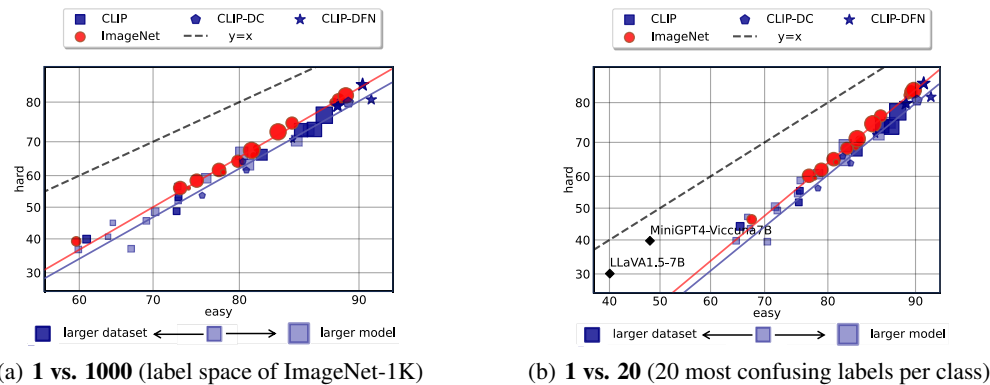 CLIP CLIP-DC CLIP-DFN
ImageNet y=x
80
70
60
50
40
30
hard
60 70 80 90
easy
larger dataset larger model
(a) 1 vs. 1000 (label space of ImageNet-1K)
CLIP CLIP-DC CLIP-DFN
ImageNet y=x
80
70
60
50
40
30
hard
MiniGPT4-Viccuna7B
LLaVA1.5-7B
40 50 60 70 80 90
easy
larger dataset larger model
(b) 1 vs. 20 (20 most confusing labels per class)